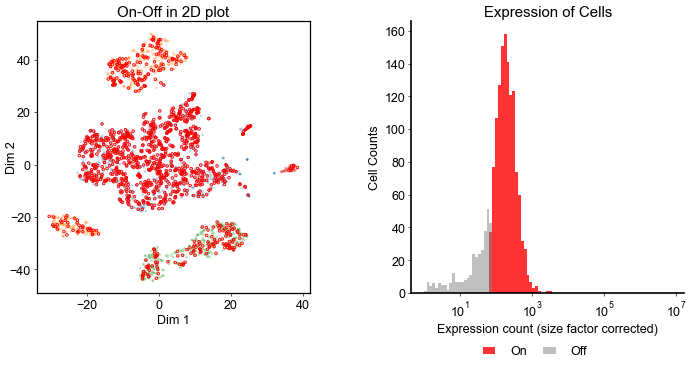 On-Off in 2D plot
Dim 2
40
20
0
−20
−40
−20
0
20
40
Dim 1
Expression of Cells
Cell Counts
160
140
120
100
80
60
40
20
0
10^1
10^3
10^5
10^7
Expression count (size factor corrected)
On
Off